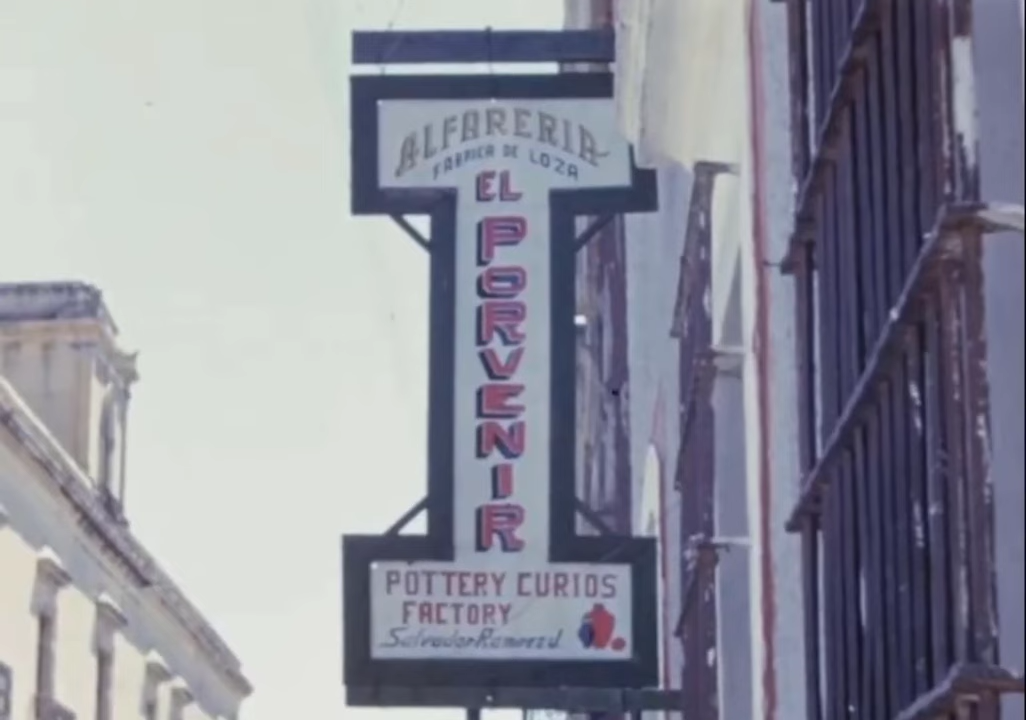 ALFARERIA
FABRICA DE LOZA
EL
PORVENIR
POTTERY CURIOS
FACTORY
Salvador Ramirez J.